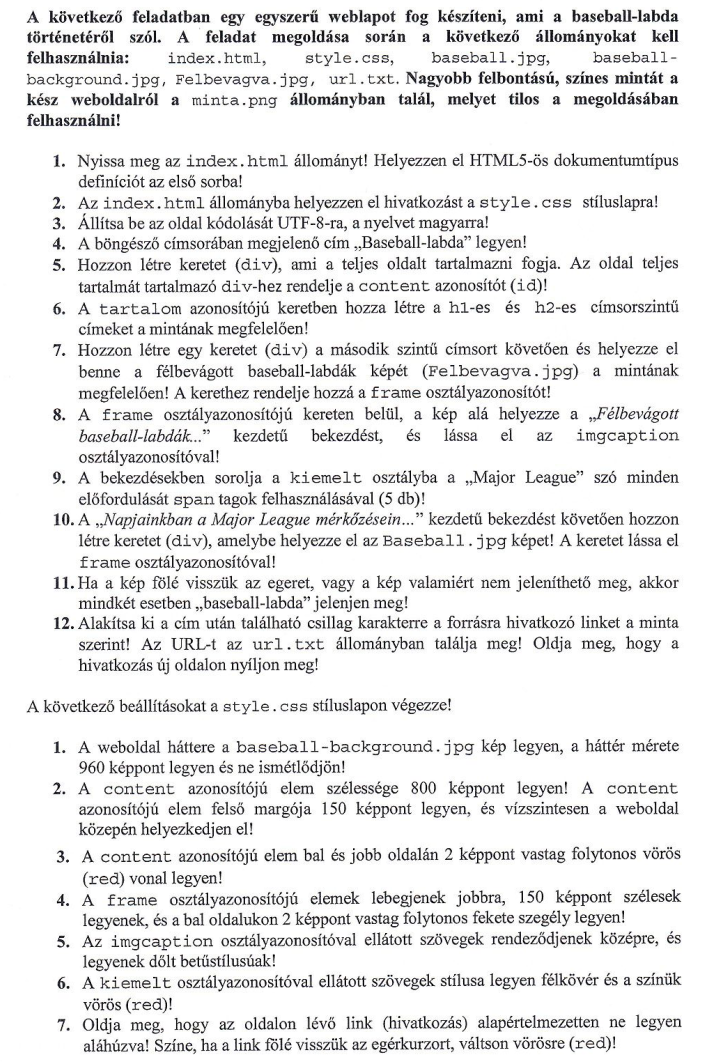 A következő feladatban egy egyszerű weblapot fog készíteni, ami a baseball-labda
történetéről szól. A feladat megoldása során a következő állományokat kell
felhasználnia: index.html, style.css, baseball.jpg, baseball-
background.jpg, Felbevagva.jpg, url.txt. Nagyobb felbontású, színes mintát a
kész weboldalról a minta.png állományban talál, melyet tilos a megoldásában
felhasználni!
1. Nyissa meg az index.html állományt! Helyezzen el HTML5-ös dokumentumtípus
definíciót az első sorba!
2. Az index.html állományba helyezzen el hivatkozást a style.css stíluslapra!
3. Állítsa be az oldal kódolását UTF-8-ra, a nyelvet magyarra!
4. A böngésző címsorában megjelenő cím „Baseball-labda” legyen!
5. Hozzon létre keretet (div), ami a teljes oldalt tartalmazni fogja. Az oldal teljes
tartalmát tartalmazó div-hez rendelje a content azonosítót (id)!
6. A tartalom azonosítójú keretben hozza létre a h1-es és h2-es címsorszintű
címeket a mintának megfelelően!
7. Hozzon létre egy keretet (div) a második szintű címsort követően és helyezze el
benne a félbevágott baseball-labdák képét (Felbevagva.jpg) a mintának
megfelelően! A kerethez rendelje hozzá a frame osztályazonosítót!
8. A frame osztályazonosítójú kereten belül, a kép alá helyezze a „Félbevágott
baseball-labdák...” kezdetű bekezdést, és lássa el az imgcaption
osztályazonosítóval!
9. A bekezdésekben sorolja a kiemelt osztályba a „Major League” szó minden
előfordulását span tagok felhasználásával (5 db)!
10. A „Napjainkban a Major League mérkőzésein...” kezdetű bekezdést követően hozzon
létre keretet (div), amelybe helyezze el az Baseball.jpg képet! A keretet lássa el
frame osztályazonosítóval!
11. Ha a kép fölé visszük az egeret, vagy a kép valamiért nem jeleníthető meg, akkor
mindkét esetben „baseball-labda” jelenjen meg!
12. Alakítsa ki a cím után található csillag karakterre a forrásra hivatkozó linket a minta
szerint! Az URL-t az url.txt állományban találja meg! Oldja meg, hogy a
hivatkozás új oldalon nyíljon meg!
A következő beállításokat a style.css stíluslapon végezze!
1. A weboldal háttere a baseball-background.jpg kép legyen, a háttér mérete
960 képpont legyen és ne ismétlődjön!
2. A content azonosítójú elem szélessége 800 képpont legyen! A content
azonosítójú elem felső margója 150 képpont legyen, és vízszintesen a weboldal
közepén helyezkedjen el!
3. A content azonosítójú elem bal és jobb oldalán 2 képpont vastag folytonos vörös
(red) vonal legyen!
4. A frame osztályazonosítójú elemek lebegjenek jobbra, 150 képpont szélesek
legyenek, és a bal oldalukon 2 képpont vastag folytonos fekete szegély legyen!
5. Az imgcaption osztályazonosítóval ellátott szövegek rendeződjenek középre, és
legyenek dőlt betűstílusúak!
6. A kiemelt osztályazonosítóval ellátott szövegek stílusa legyen félkövér és a színük
vörös (red)!
7. Oldja meg, hogy az oldalon lévő link (hivatkozás) alapértelmezetten ne legyen
aláhúzva! Színe, ha a link fölé visszük az egérkurzort, váltson vörösre (red)!